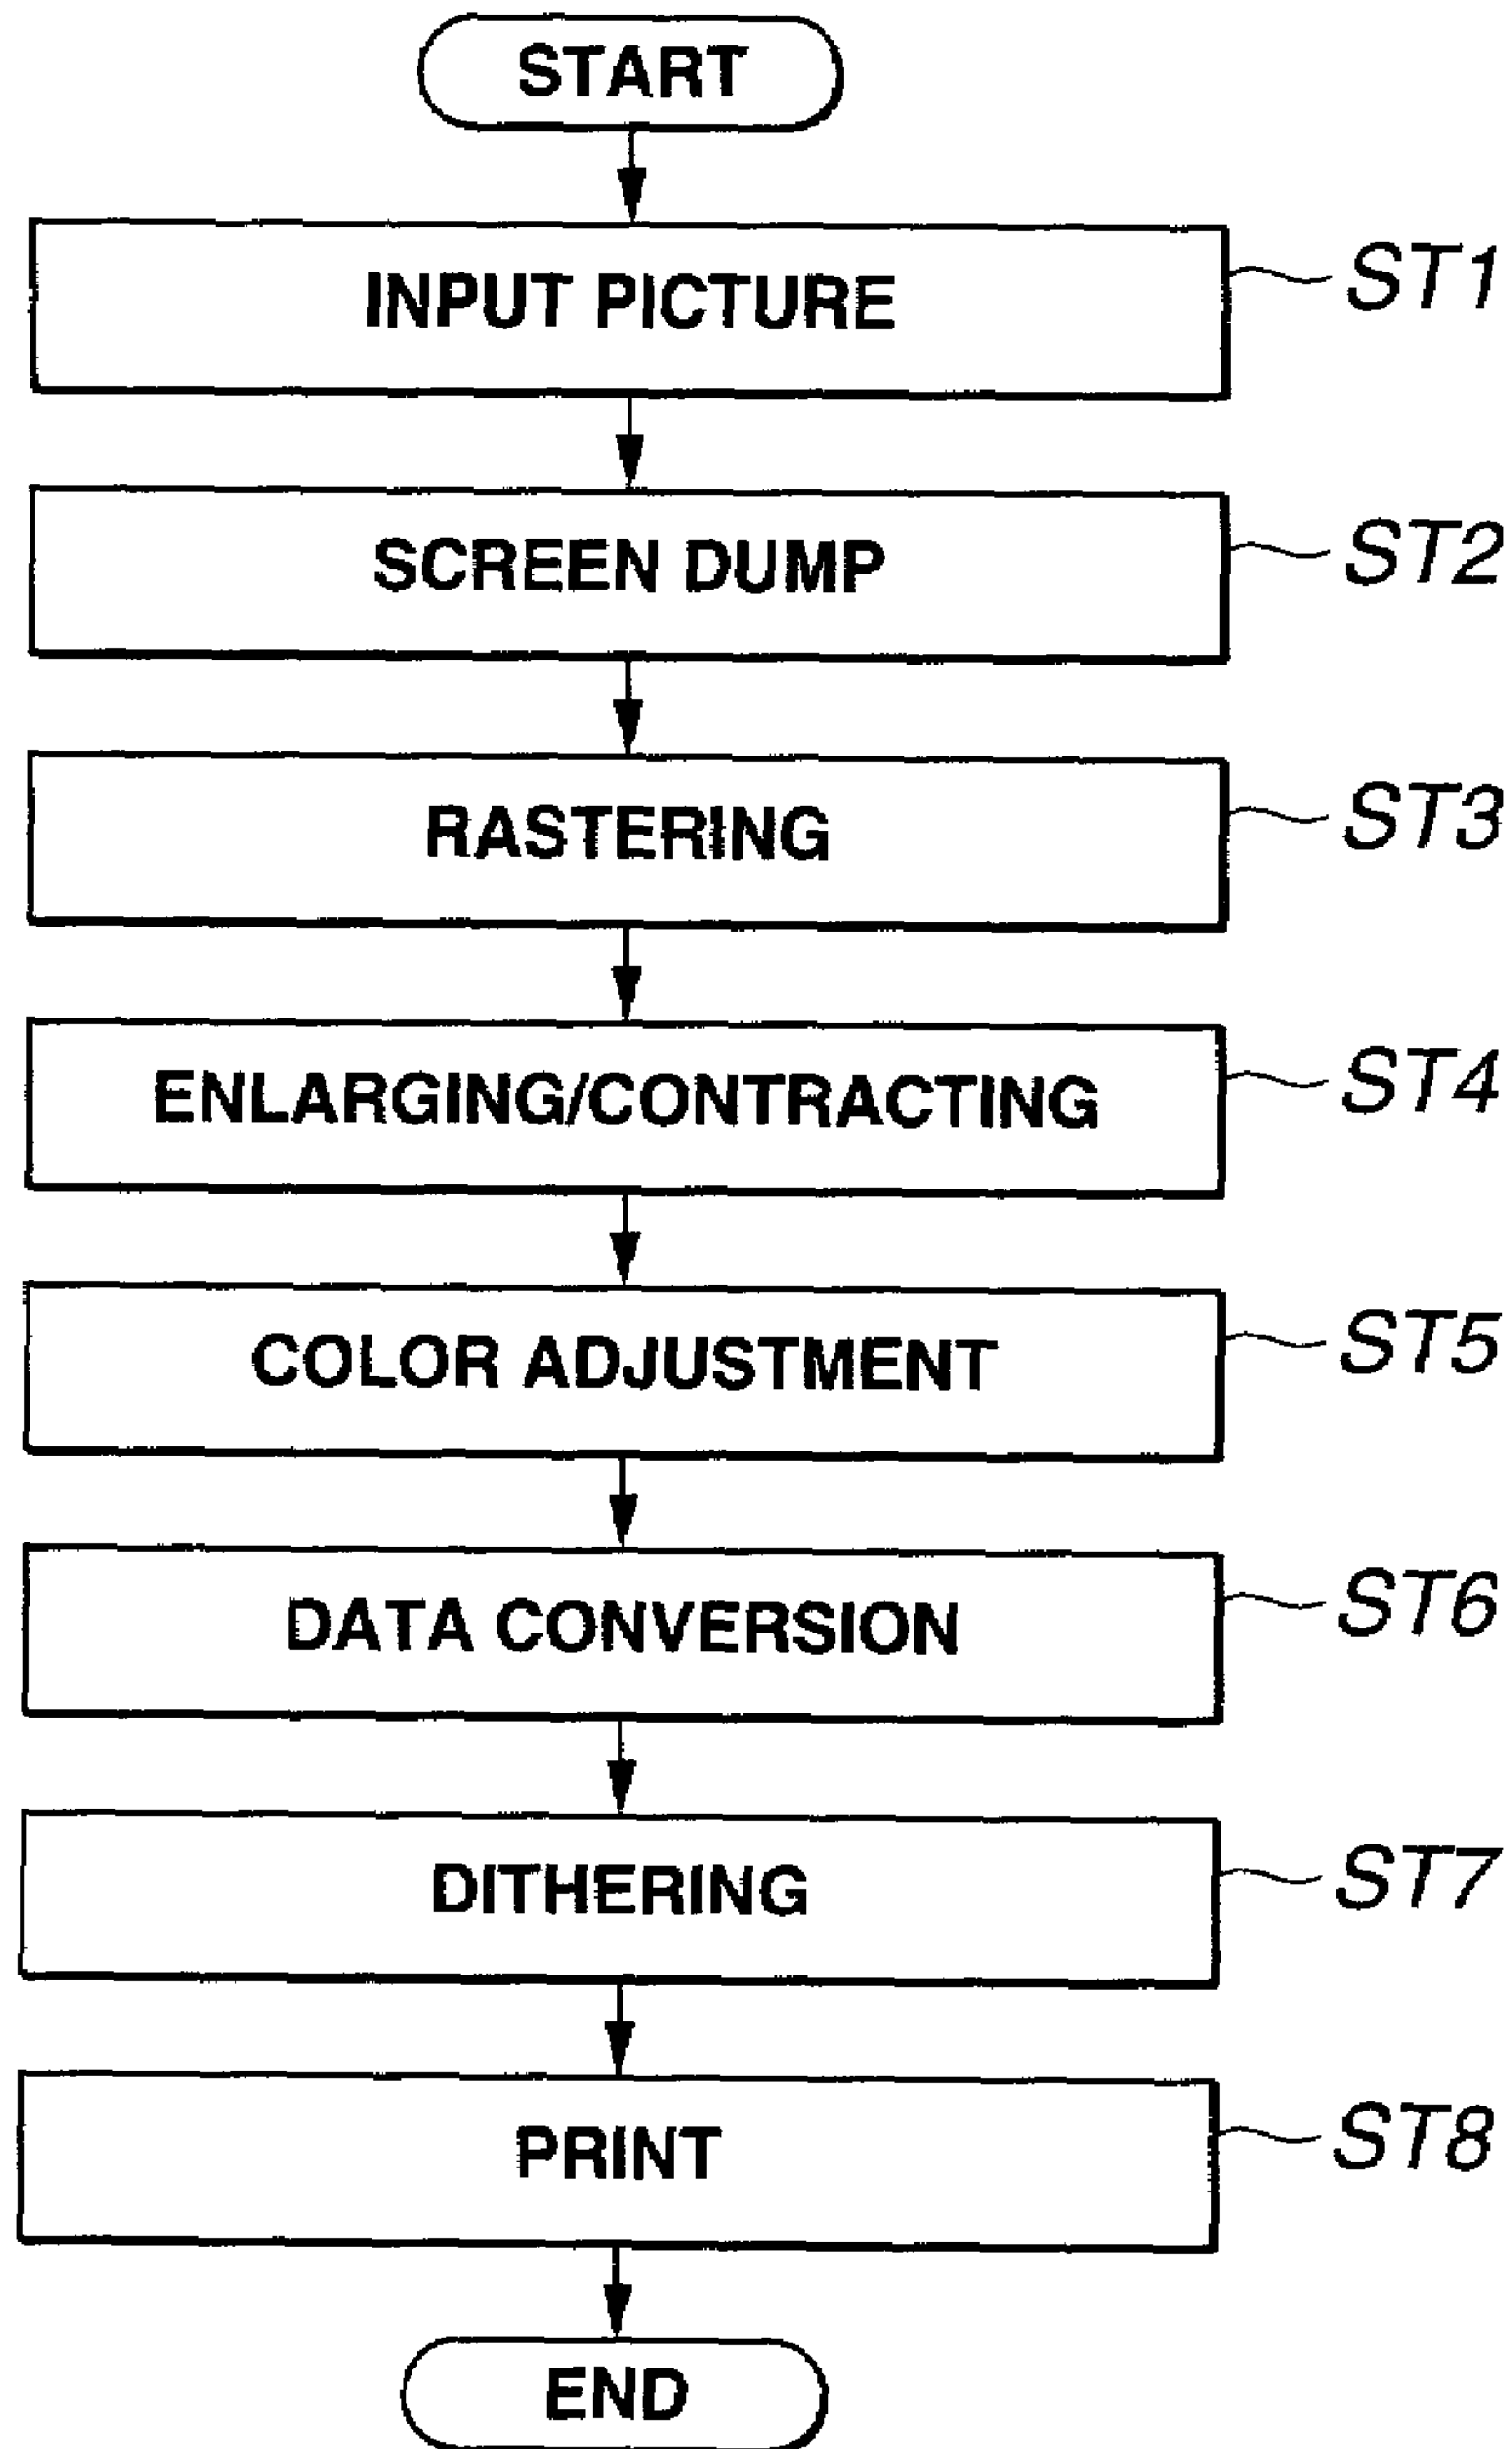 START
INPUT PICTURE ST1
SCREEN DUMP ST2
RASTERING ST3
ENLARGING/CONTRACTING ST4
COLOR ADJUSTMENT ST5
DATA CONVERSION ST6
DITHERING ST7
PRINT ST8
END